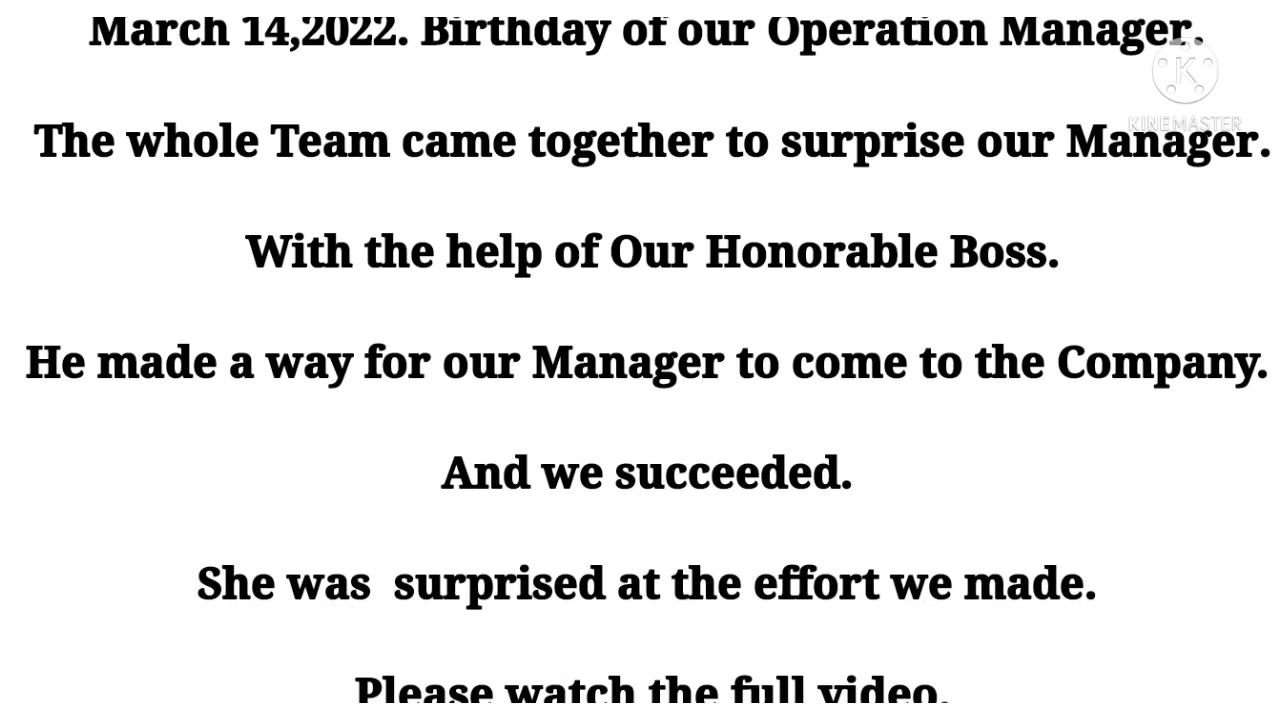 March 14,2022. Birthday of our Operation Manager.
KINEMASTER
The whole Team came together to surprise our Manager.
With the help of Our Honorable Boss.
He made a way for our Manager to come to the Company.
And we succeeded.
She was  surprised at the effort we made.
Please watch the full video.